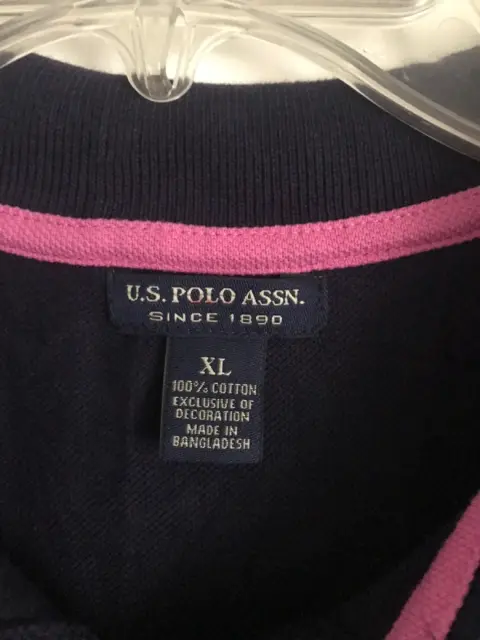 U.S. POLO ASSN.
SINCE 1890
XL
100% COTTON
EXCLUSIVE OF
DECORATION
MADE IN
BANGLADESH